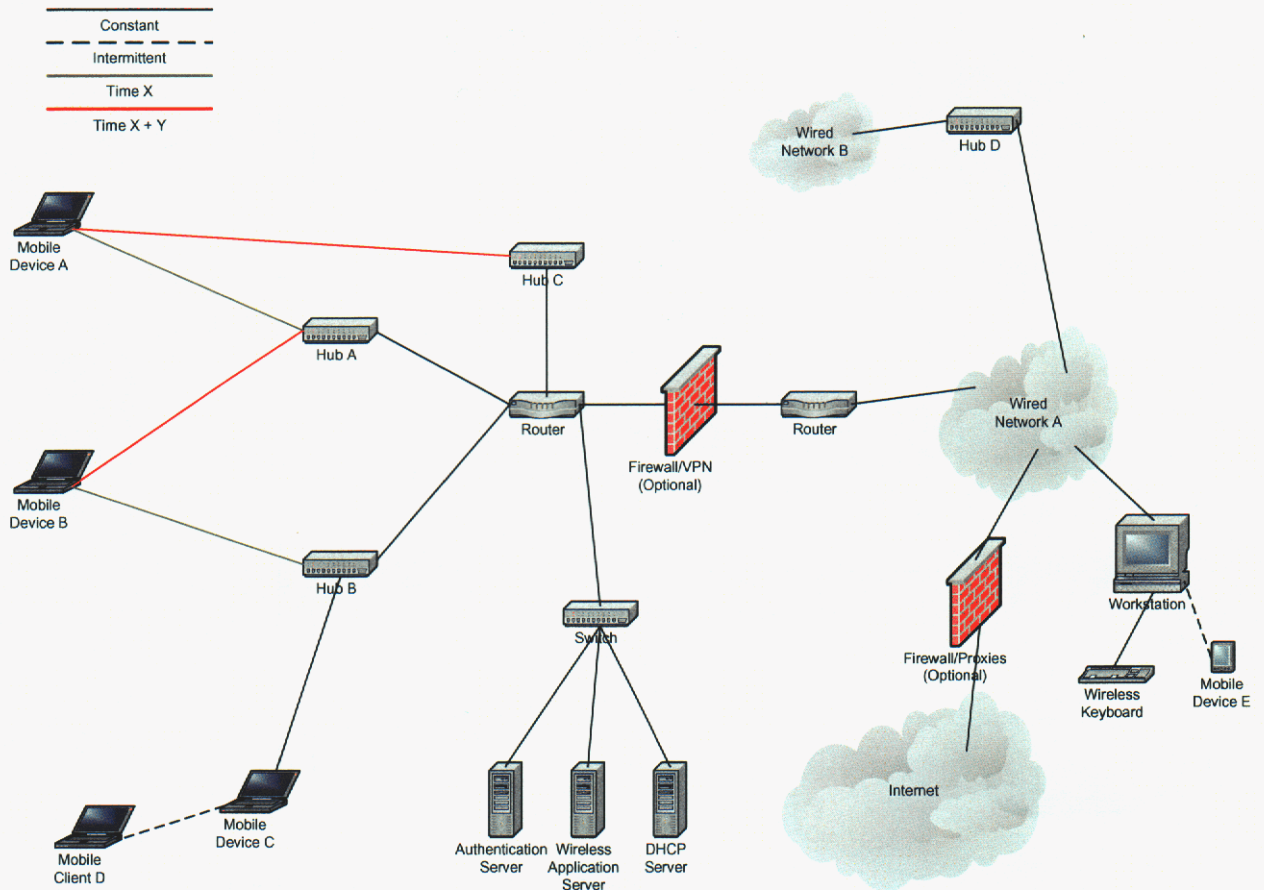 Constant
Intermittent
Time X
Time X + Y
Wired
Network B
Hub D
Mobile
Device A
Hub C
Hub A
Router
Firewall/VPN
(Optional)
Router
Wired
Network A
Mobile
Device B
Hub B
Switch
Firewall/Proxies
(Optional)
Workstation
Wireless
Keyboard
Mobile
Device E
Internet
Mobile
Device C
Mobile
Client D
Authentication
Server
Wireless
Application
Server
DHCP
Server